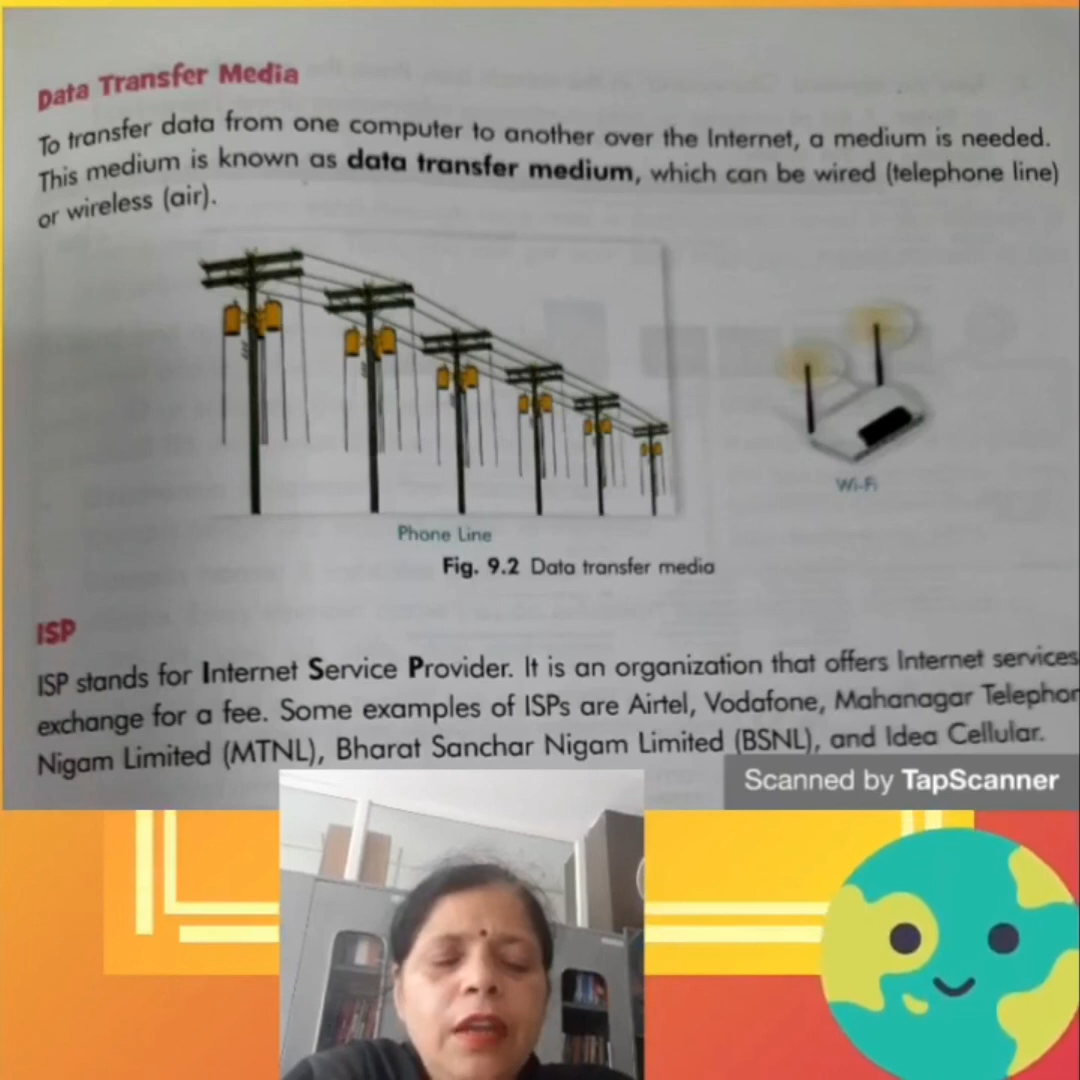 Data Transfer Media
To transfer data from one computer to another over the Internet, a medium is needed.
This medium is known as data transfer medium, which can be wired (telephone line)
or wireless (air).
Wi-Fi
Phone Line
Fig. 9.2 Data transfer media
ISP
ISP stands for Internet Service Provider. It is an organization that offers Internet services
exchange for a fee. Some examples of ISPs are Airtel, Vodafone, Mahanagar Telephon
Nigam Limited (MTNL), Bharat Sanchar Nigam Limited (BSNL), and Idea Cellular.
Scanned by TapScanner